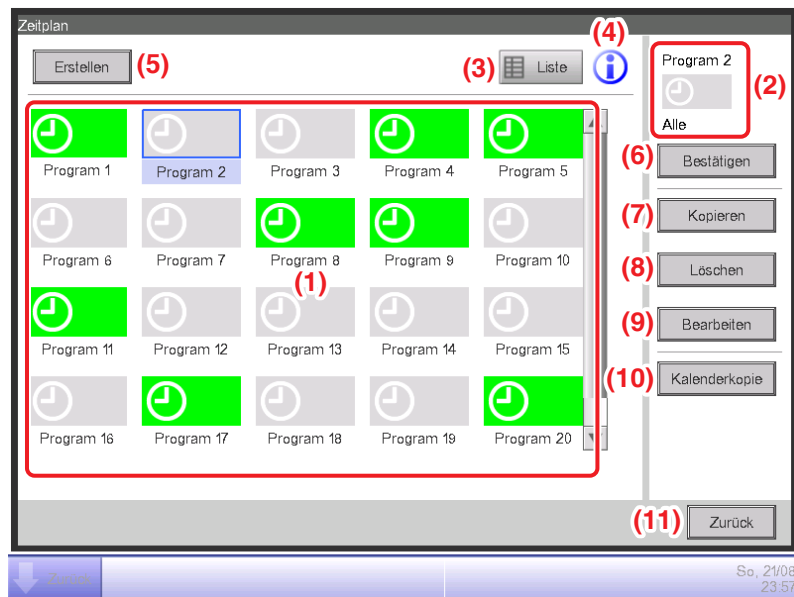 Zeitplan
Erstellen (5)
(3) Liste
(4)
Program 2
(2)
Alle
Program 1 Program 2 Program 3 Program 4 Program 5
Program 6 Program 7 Program 8 Program 9 Program 10
(1)
Program 11 Program 12 Program 13 Program 14 Program 15
Program 16 Program 17 Program 18 Program 19 Program 20
(6) Bestätigen
(7) Kopieren
(8) Löschen
(9) Bearbeiten
(10) Kalenderkopie
(11) Zurück
So, 21/08
23:57